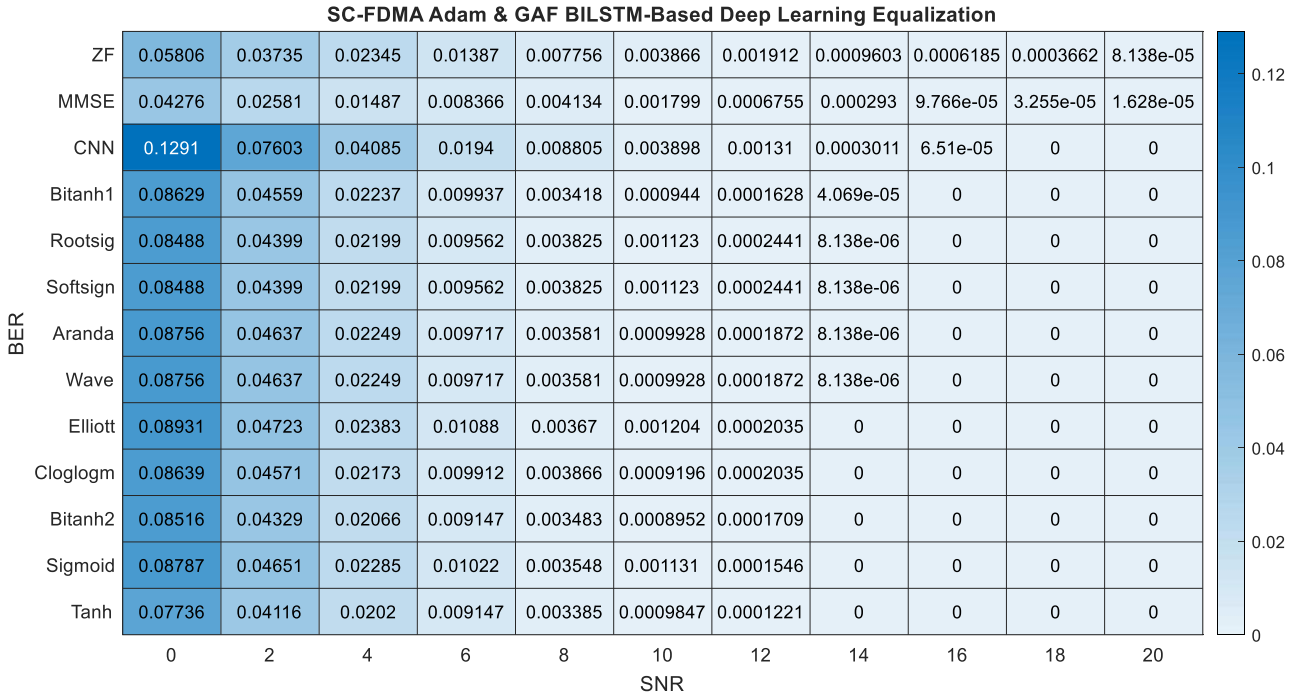 SC-FDMA Adam & GAF BILSTM-Based Deep Learning Equalization
ZF 0.05806 0.03735 0.02345 0.01387 0.007756 0.003866 0.001912 0.0009603 0.0006185 0.0003662 8.138e-05
MMSE 0.04276 0.02581 0.01487 0.008366 0.004134 0.001799 0.0006755 0.000293 9.766e-05 3.255e-05 1.628e-05
CNN 0.1291 0.07603 0.04085 0.0194 0.008805 0.003898 0.00131 0.0003011 6.51e-05 0 0
Bitanh1 0.08629 0.04559 0.02237 0.009937 0.003418 0.000944 0.0001628 4.069e-05 0 0 0
Rootsig 0.08488 0.04399 0.02199 0.009562 0.003825 0.001123 0.0002441 8.138e-06 0 0 0
Softsign 0.08488 0.04399 0.02199 0.009562 0.003825 0.001123 0.0002441 8.138e-06 0 0 0
Aranda 0.08756 0.04637 0.02249 0.009717 0.003581 0.0009928 0.0001872 8.138e-06 0 0 0
Wave 0.08756 0.04637 0.02249 0.009717 0.003581 0.0009928 0.0001872 8.138e-06 0 0 0
Elliott 0.08931 0.04723 0.02383 0.01088 0.00367 0.001204 0.0002035 0 0 0 0
Cloglogm 0.08639 0.04571 0.02173 0.009912 0.003866 0.0009196 0.0002035 0 0 0 0
Bitanh2 0.08516 0.04329 0.02066 0.009147 0.003483 0.0008952 0.0001709 0 0 0 0
Sigmoid 0.08787 0.04651 0.02285 0.01022 0.003548 0.001131 0.0001546 0 0 0 0
Tanh 0.07736 0.04116 0.0202 0.009147 0.003385 0.0009847 0.0001221 0 0 0 0
0 2 4 6 8 10 12 14 16 18 20
SNR
BER
0.12
0.1
0.08
0.06
0.04
0.02
0